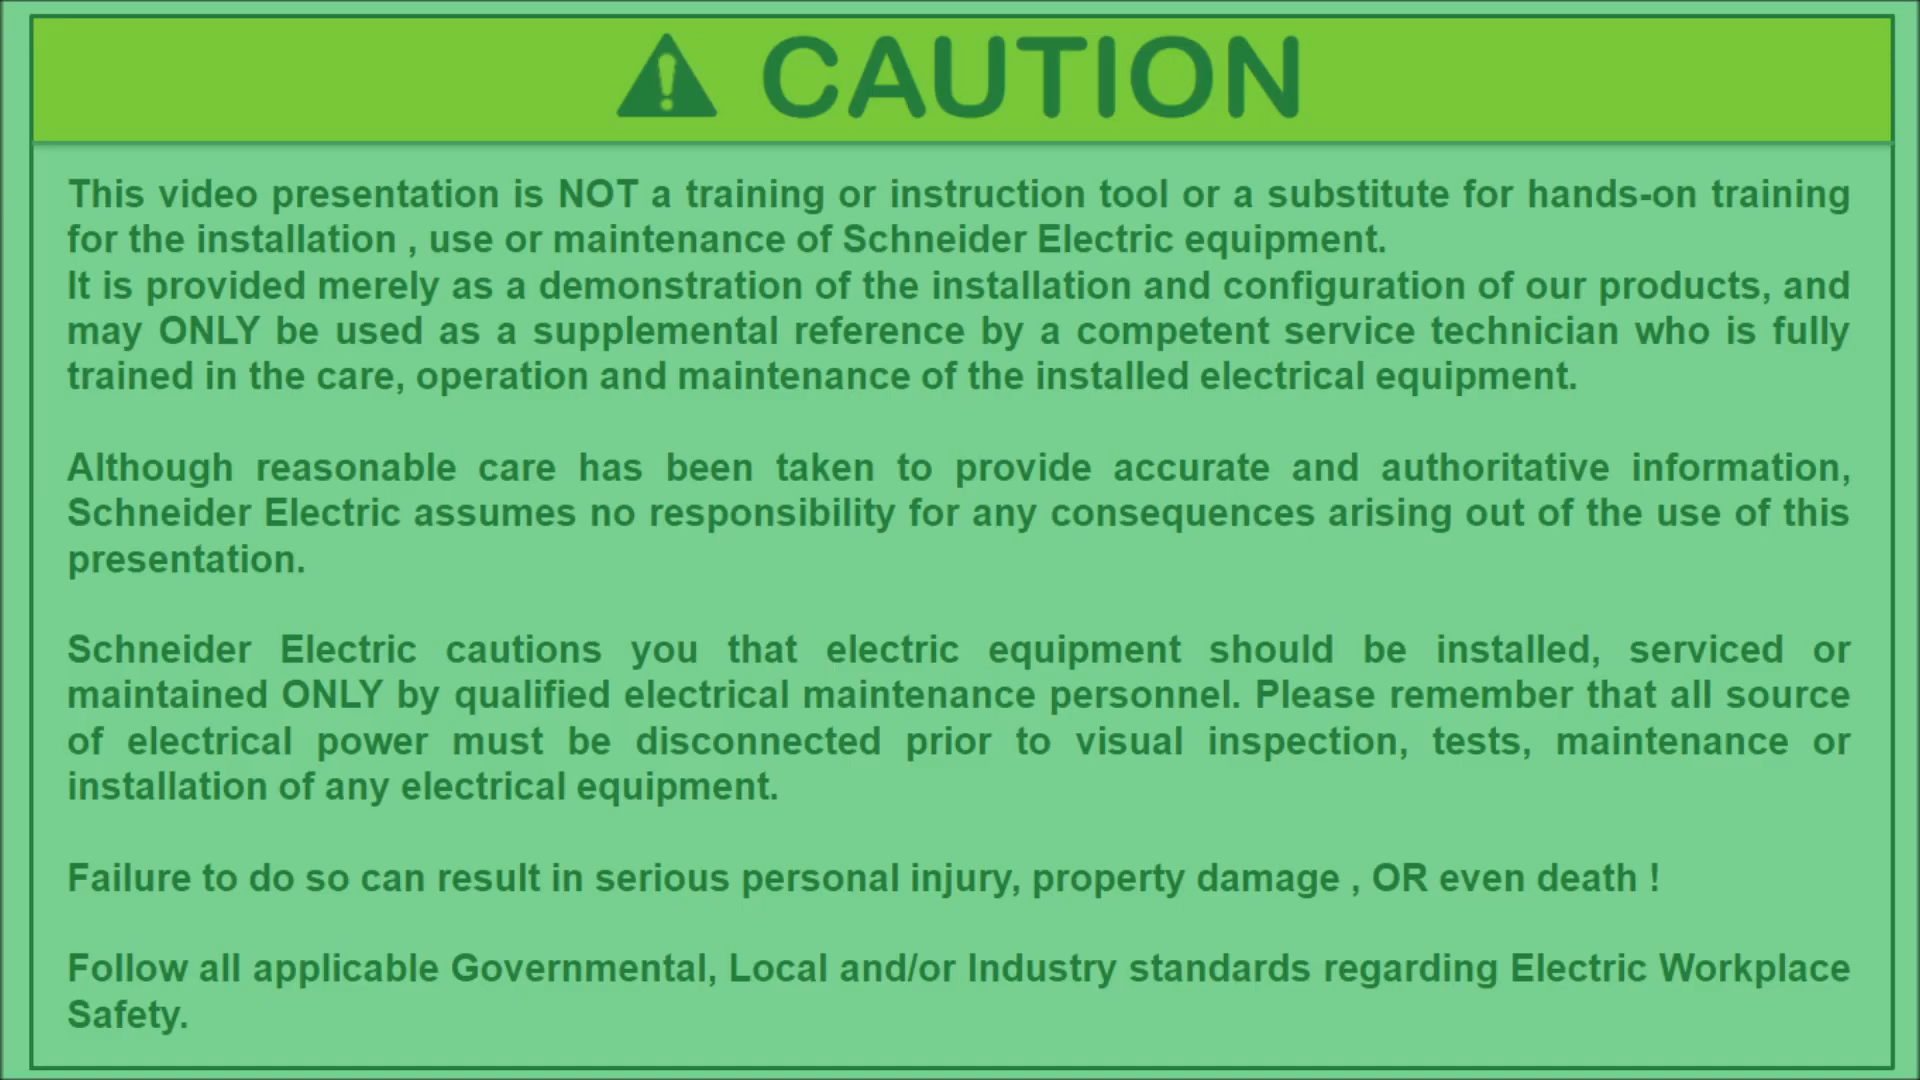 CAUTION
This video presentation is NOT a training or instruction tool or a substitute for hands-on training
for the installation , use or maintenance of Schneider Electric equipment.
It is provided merely as a demonstration of the installation and configuration of our products, and
may ONLY be used as a supplemental reference by a competent service technician who is fully
trained in the care, operation and maintenance of the installed electrical equipment.
Although reasonable care has been taken to provide accurate and authoritative information,
Schneider Electric assumes no responsibility for any consequences arising out of the use of this
presentation.
Schneider Electric cautions you that electric equipment should be installed, serviced or
maintained ONLY by qualified electrical maintenance personnel. Please remember that all source
of electrical power must be disconnected prior to visual inspection, tests, maintenance or
installation of any electrical equipment.
Failure to do so can result in serious personal injury, property damage , OR even death !
Follow all applicable Governmental, Local and/or Industry standards regarding Electric Workplace
Safety.